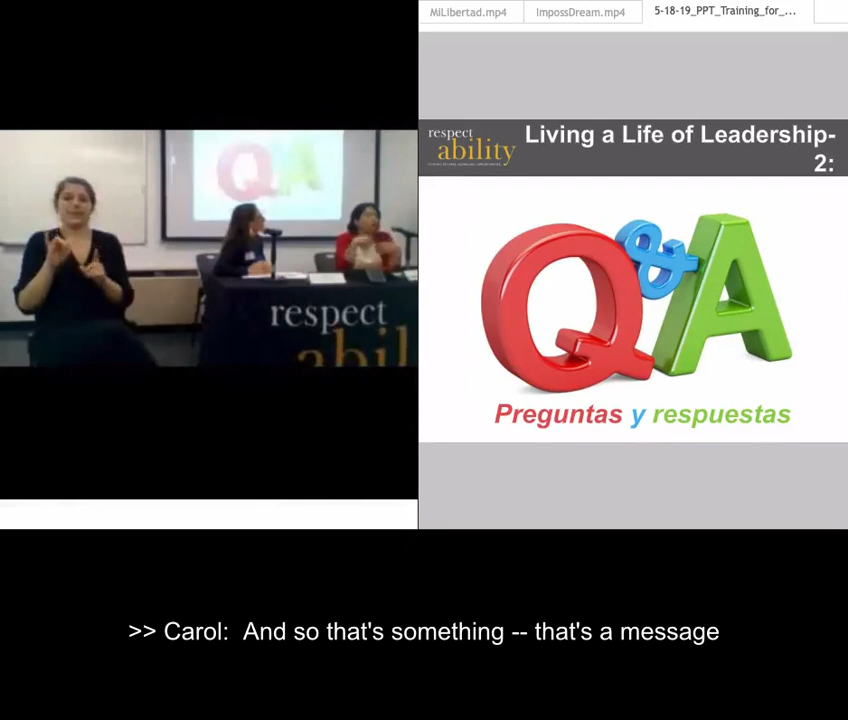 MiLibertad.mp4
ImpossDream.mp4
5-18-19_PPT_Training_for_...
respect
ability
Living a Life of Leadership-
2:
Q&A
Preguntas y respuestas
Q&A
respect
abil
>> Carol:  And so that's something -- that's a message